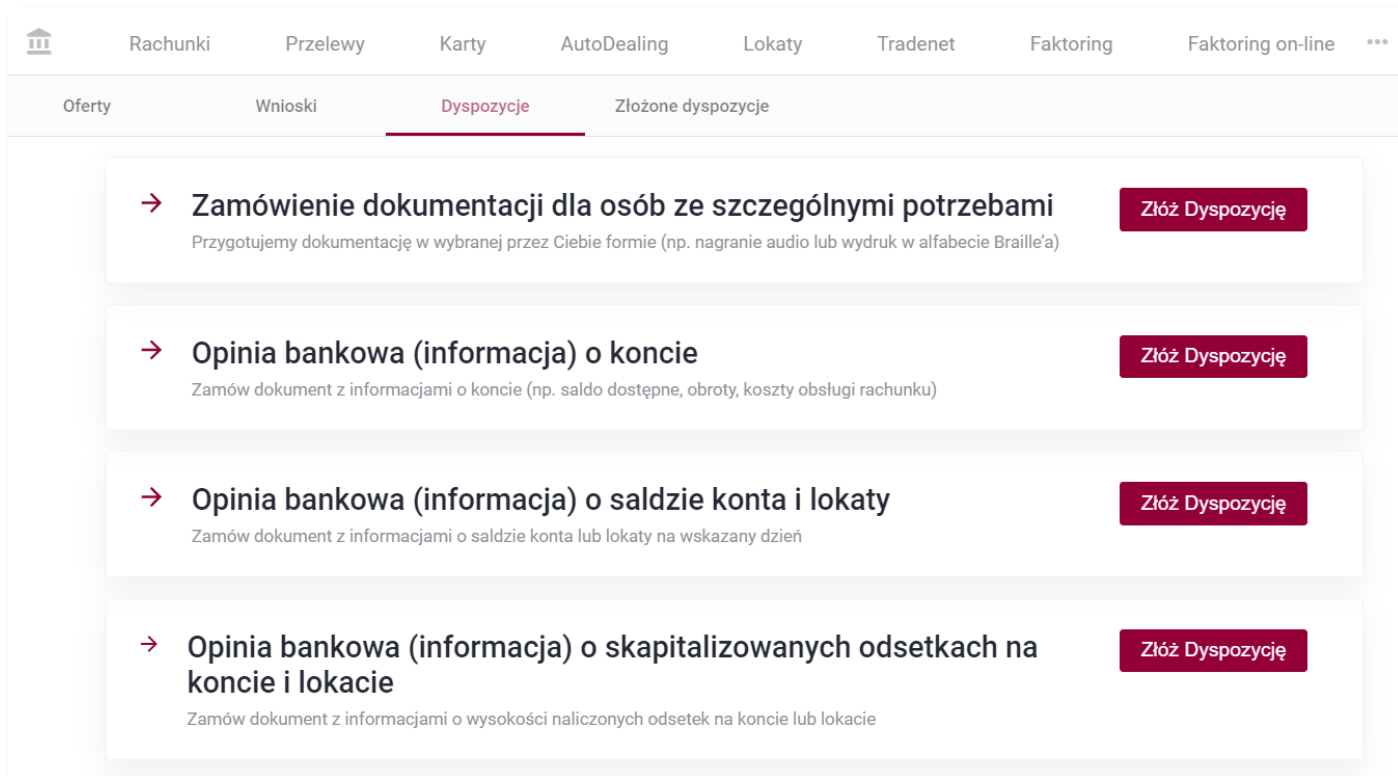 Rachunki Przelewy Karty AutoDealing Lokaty Tradenet Faktoring Faktoring on-line
Oferty Wnioski Dyspozycje Złożone dyspozycje
Zamówienie dokumentacji dla osób ze szczególnymi potrzebami
Złóż Dyspozycję
Przygotujemy dokumentację w wybranej przez Ciebie formie (np. nagranie audio lub wydruk w alfabecie Braille’a)
Opinia bankowa (informacja) o koncie
Złóż Dyspozycję
Zamów dokument z informacjami o koncie (np. saldo dostępne, obroty, koszty obsługi rachunku)
Opinia bankowa (informacja) o saldzie konta i lokaty
Złóż Dyspozycję
Zamów dokument z informacjami o saldzie konta lub lokaty na wskazany dzień
Opinia bankowa (informacja) o skapitalizowanych odsetkach na
koncie i lokacie
Złóż Dyspozycję
Zamów dokument z informacjami o wysokości naliczonych odsetek na koncie lub lokacie